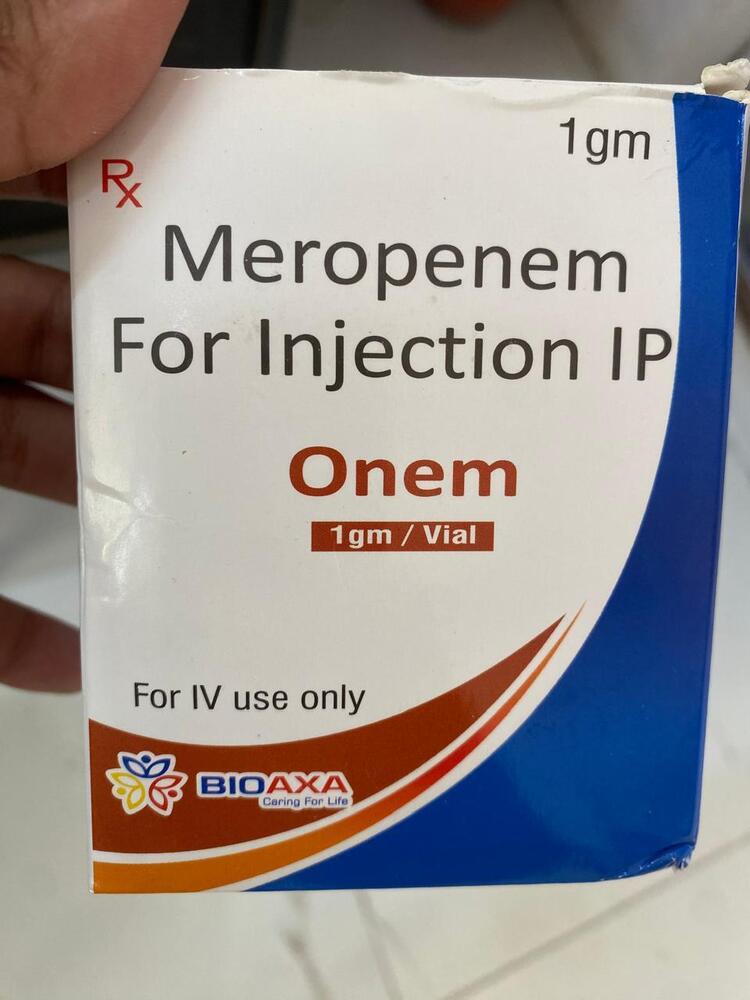 1gm
Rx
Meropenem
For Injection IP
Onem
1gm / Vial
For IV use only
BIOAXA
Caring For Life